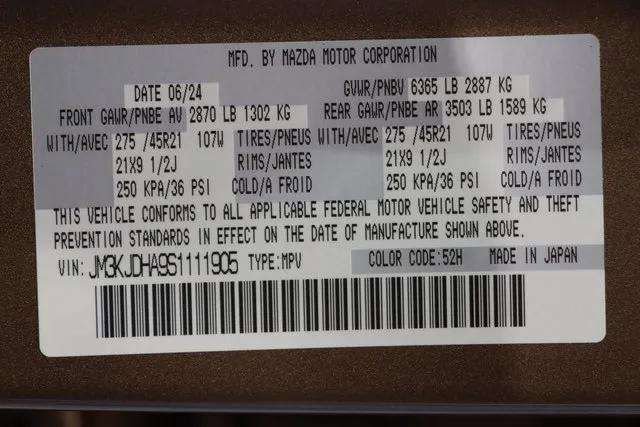 MFD. BY MAZDA MOTOR CORPORATION
DATE 06/24 GVWR/PNBV 6365 LB 2887 KG
FRONT GAWR/PNBE AV 2870 LB 1302 KG REAR GAWR/PNBE AR 3503 LB 1589 KG
WITH/AVEC 275 /45R21 107W TIRES/PNEUS WITH/AVEC 275 /45R21 107W TIRES/PNEUS
21X9 1/2J RIMS/JANTES 21X9 1/2J RIMS/JANTES
250 KPA/36 PSI COLD/A FROID 250 KPA/36 PSI COLD/A FROID
THIS VEHICLE CONFORMS TO ALL APPLICABLE FEDERAL MOTOR VEHICLE SAFETY AND THEFT
PREVENTION STANDARDS IN EFFECT ON THE DATE OF MANUFACTURE SHOWN ABOVE.
VIN: JM3KJDHA9S1111905 TYPE:MPV COLOR CODE:52H MADE IN JAPAN